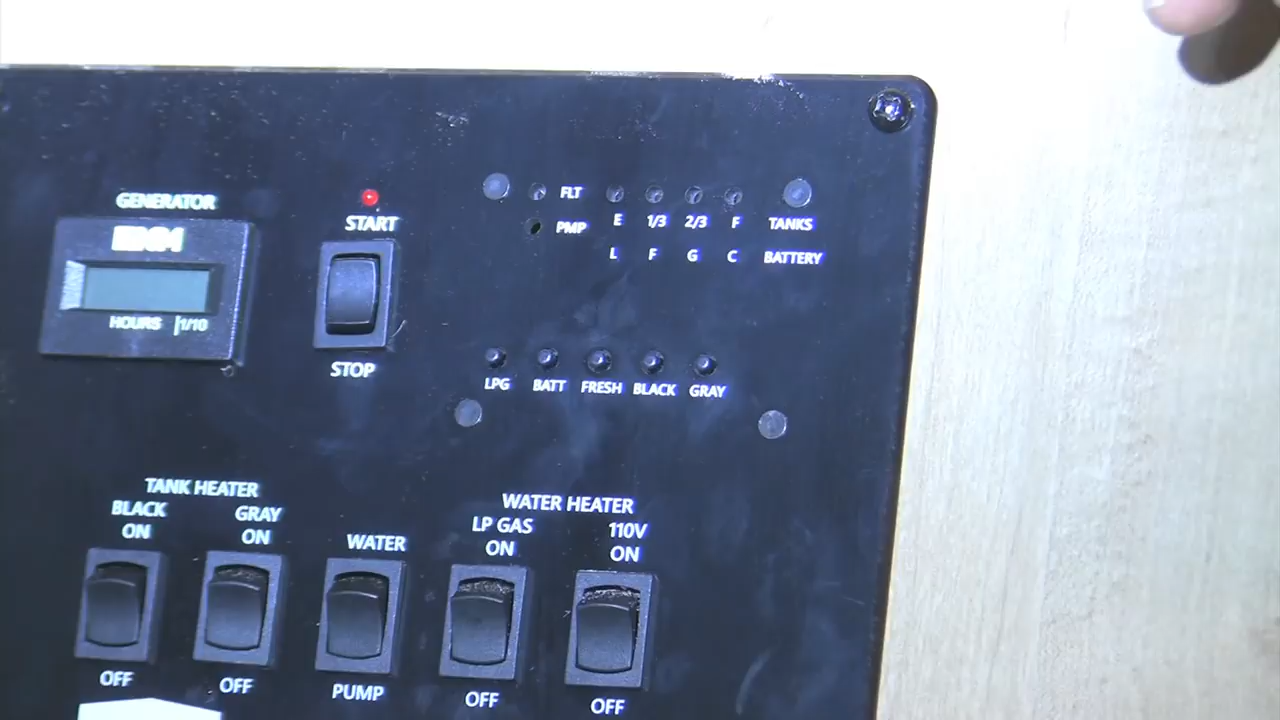 GENERATOR
HOURS 1/10
START
STOP
FLT
PMP
E 1/3 2/3 F TANKS
L F G C BATTERY
LPG BATT FRESH BLACK GRAY
TANK HEATER
BLACK GRAY
ON ON
OFF OFF
WATER
PUMP
WATER HEATER
LP GAS 110V
ON ON
OFF OFF